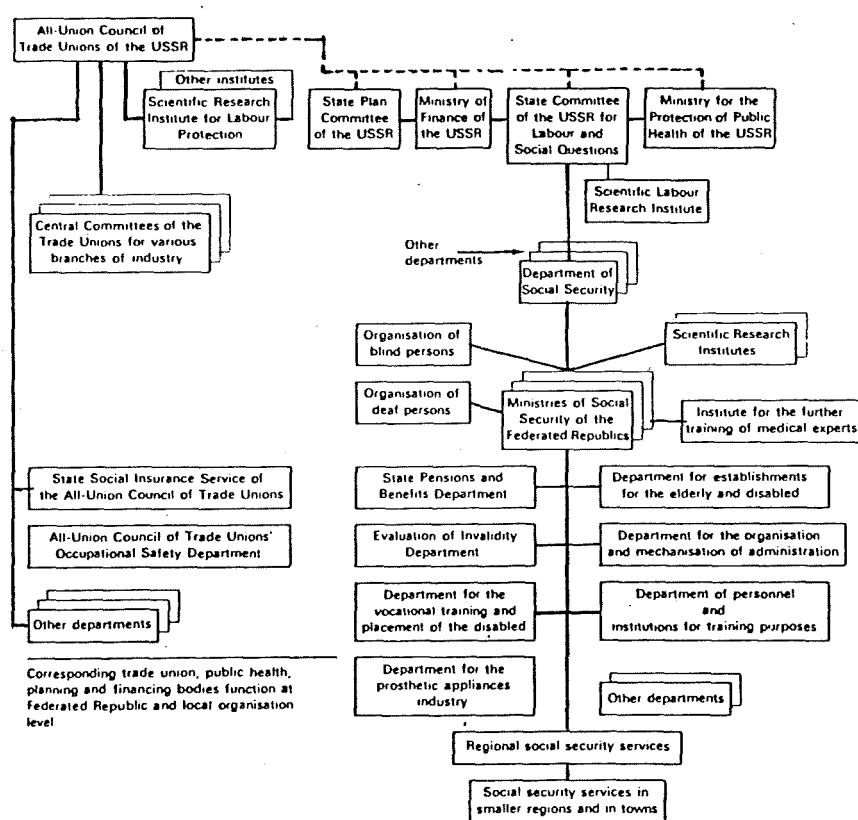 All-Union Council of
Trade Unions of the USSR
Other institutes
Scientific Research
Institute for Labour
Protection
State Plan
Committee
of the USSR
Ministry of
Finance of
the USSR
State Committee
of the USSR for
Labour and
Social Questions
Ministry for the
Protection of Public
Health of the USSR
Scientific Labour
Research Institute
Central Committees of the
Trade Unions for various
branches of industry
Other
departments
Department of
Social Security
Organisation of
blind persons
Scientific Research
Institutes
Organisation of
deaf persons
Ministries of Social
Security of the
Federated Republics
Institute for the further
training of medical experts
State Social Insurance Service of
the All-Union Council of Trade Unions
State Pensions and
Benefits Department
Department for establishments
for the elderly and disabled
All-Union Council of Trade Unions'
Occupational Safety Department
Evaluation of Invalidity
Department
Department for the organisation
and mechanisation of administration
Other departments
Department for the
vocational training and
placement of the disabled
Department of personnel
and
institutions for training purposes
Corresponding trade union, public health,
planning and financing bodies function at
Federated Republic and local organisation
level
Department for the
prosthetic appliances
industry
Other departments
Regional social security services
Social security services in
smaller regions and in towns